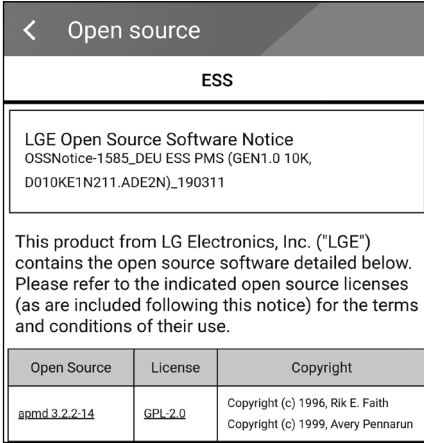 Open source
ESS
LGE Open Source Software Notice
OSSNotice-1585_DEU ESS PMS (GEN1.0 10K,
D010KE1N211.ADE2N)_190311
This product from LG Electronics, Inc. ("LGE")
contains the open source software detailed below.
Please refer to the indicated open source licenses
(as are included following this notice) for the terms
and conditions of their use.
Open Source License Copyright
apmd 3.2.2-14 GPL-2.0 Copyright (c) 1996, Rik E. Faith
Copyright (c) 1999, Avery Pennarun